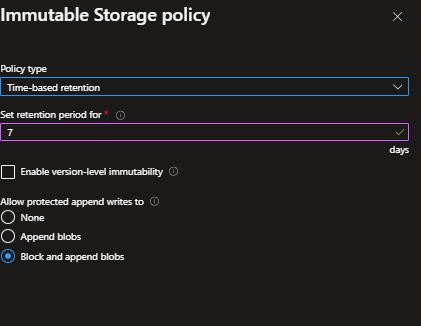 Immutable Storage policy
Policy type
Time-based retention
Set retention period for *
7
days
Enable version-level immutability
Allow protected append writes to
None
Append blobs
Block and append blobs